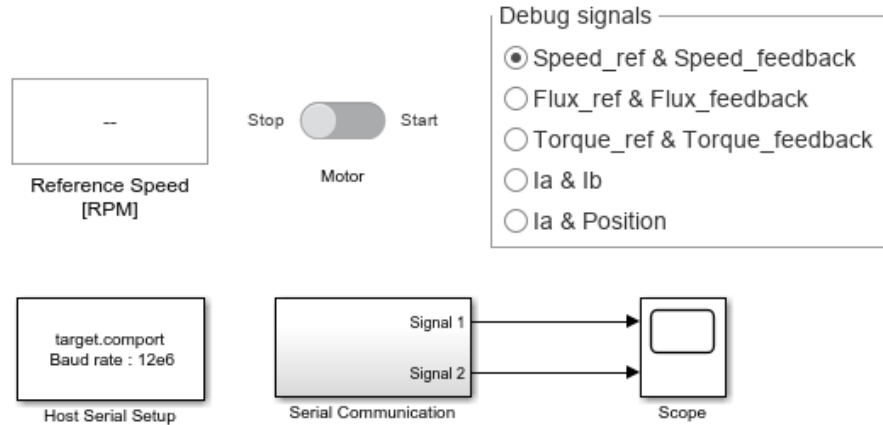 Debug signals
Speed_ref & Speed_feedback
Flux_ref & Flux_feedback
Torque_ref & Torque_feedback
Ia & Ib
Ia & Position
--
Reference Speed
[RPM]
Stop
Start
Motor
target.comport
Baud rate : 12e6
Host Serial Setup
Signal 1
Signal 2
Serial Communication
Scope